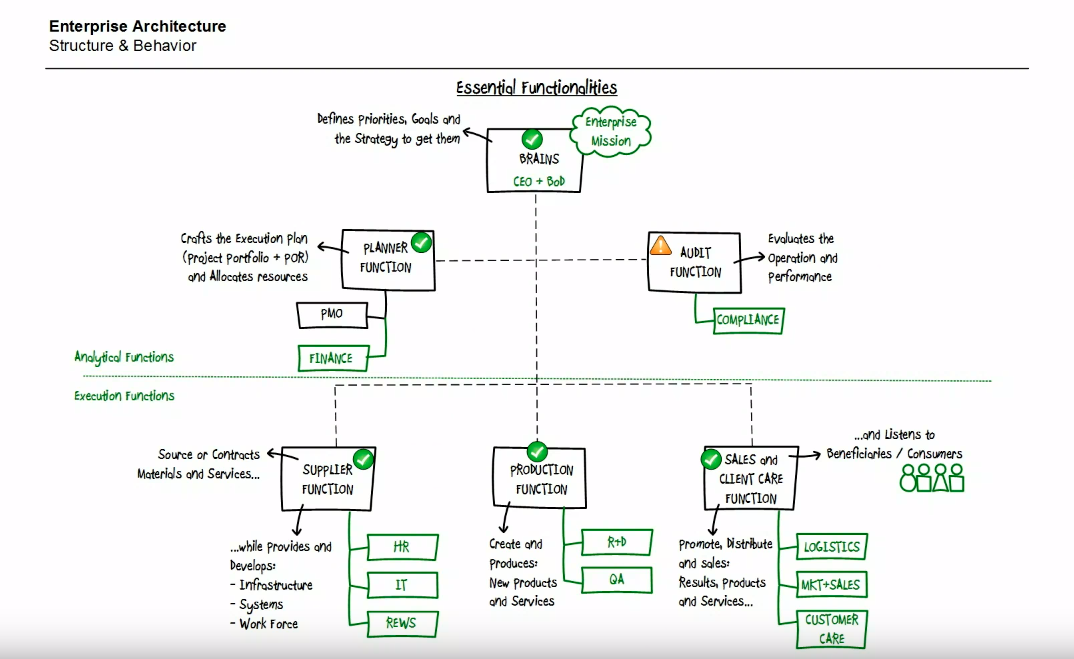 Enterprise Architecture
Structure & Behavior
Essential Functionalities
Defines Priorities, Goals and
the Strategy to get them
Enterprise
Mission
BRAINS
CEO + BoD
Crafts the Execution Plan
(Project Portfolio + POR)
and Allocates resources
PLANNER
FUNCTION
AUDIT
FUNCTION
Evaluates the
Operation and
Performance
PMO
FINANCE
COMPLIANCE
Analytical Functions
Execution Functions
Source or Contracts
Materials and Services...
SUPPLIER
FUNCTION
PRODUCTION
FUNCTION
SALES and
CLIENT CARE
FUNCTION
...and Listens to
Beneficiaries / Consumers
...while Provides and
Develops:
- Infrastructure
- Systems
- Work Force
HR
IT
REWS
Create and
Produces:
New Products
and Services
R+D
QA
Promote, Distribute
and sales:
Results, Products
and Services...
LOGISTICS
MKT+SALES
CUSTOMER
CARE